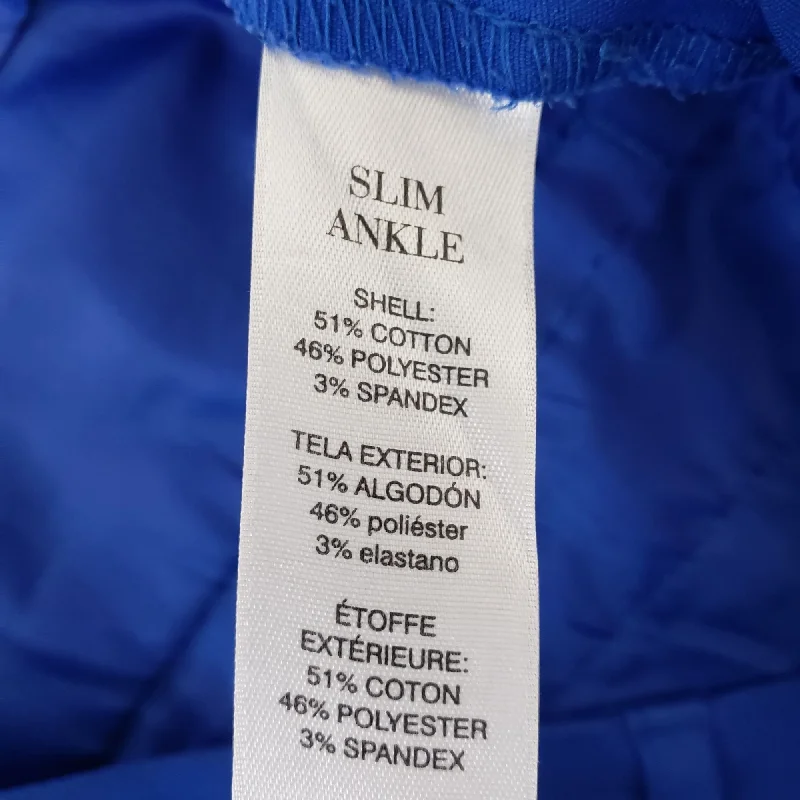 SLIM
ANKLE
SHELL:
51% COTTON
46% POLYESTER
3% SPANDEX
TELA EXTERIOR:
51% ALGODÓN
46% poliéster
3% elastano
ÉTOFFE
EXTÉRIEURE:
51% COTON
46% POLYESTER
3% SPANDEX